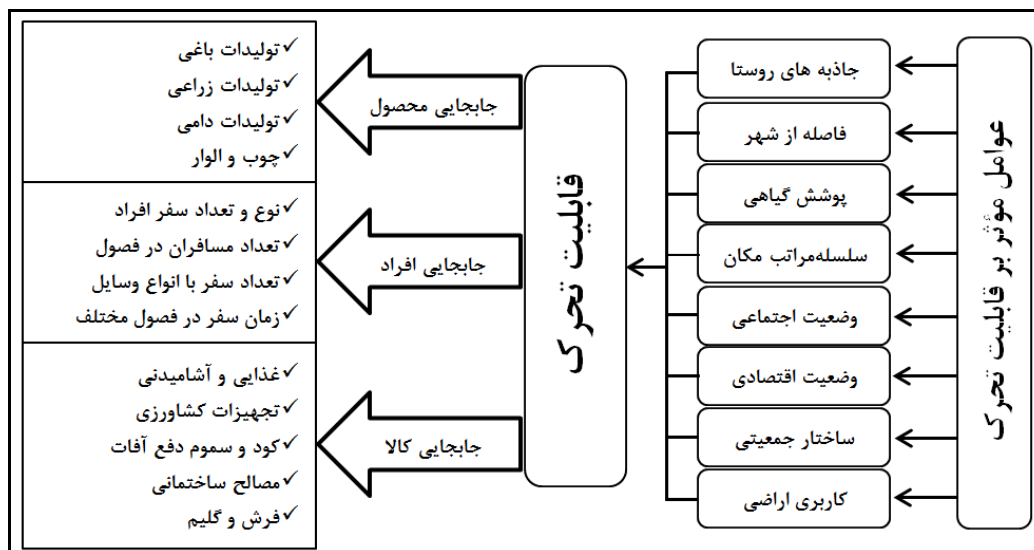 عوامل مؤثر بر قابلیت تحرک
جاذبه های روستا
فاصله از شهر
پوشش گیاهی
سلسله‌مراتب مکان
وضعیت اجتماعی
وضعیت اقتصادی
ساختار جمعیتی
کاربری اراضی
قابلیت تحرک
جابجایی محصول
✓تولیدات باغی
✓تولیدات زراعی
✓تولیدات دامی
✓چوب و الوار
جابجایی افراد
✓نوع و تعداد سفر افراد
✓تعداد مسافران در فصول
✓تعداد سفر با انواع وسایل
✓زمان سفر در فصول مختلف
جابجایی کالا
✓غذایی و آشامیدنی
✓تجهیزات کشاورزی
✓کود و سموم دفع آفات
✓مصالح ساختمانی
✓فرش و گلیم